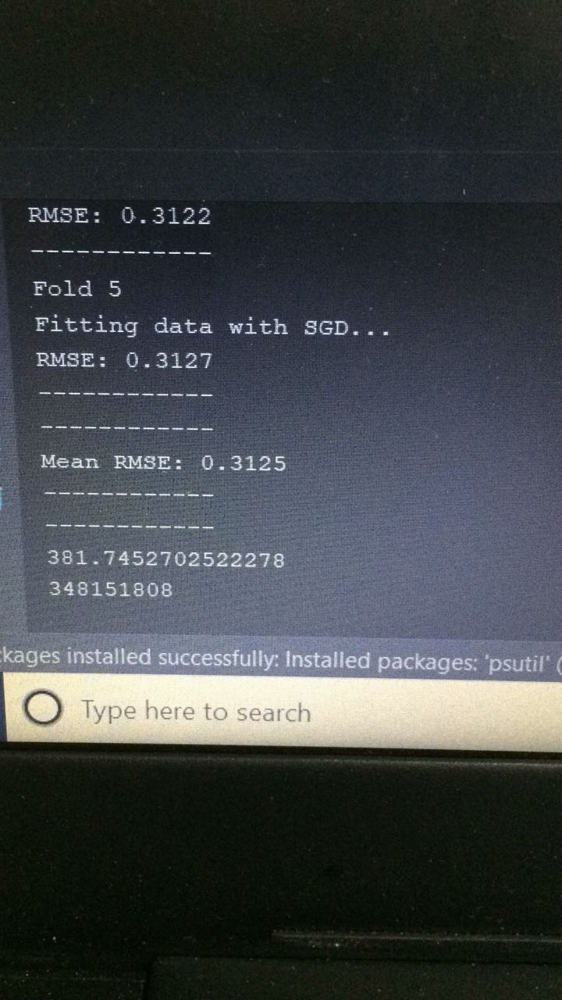 RMSE: 0.3122
------------
Fold 5
Fitting data with SGD...
RMSE: 0.3127
------------
------------
Mean RMSE: 0.3125
------------
------------
381.7452702522278
348151808
installed successfully: Installed packages: 'psutil' (
Type here to search